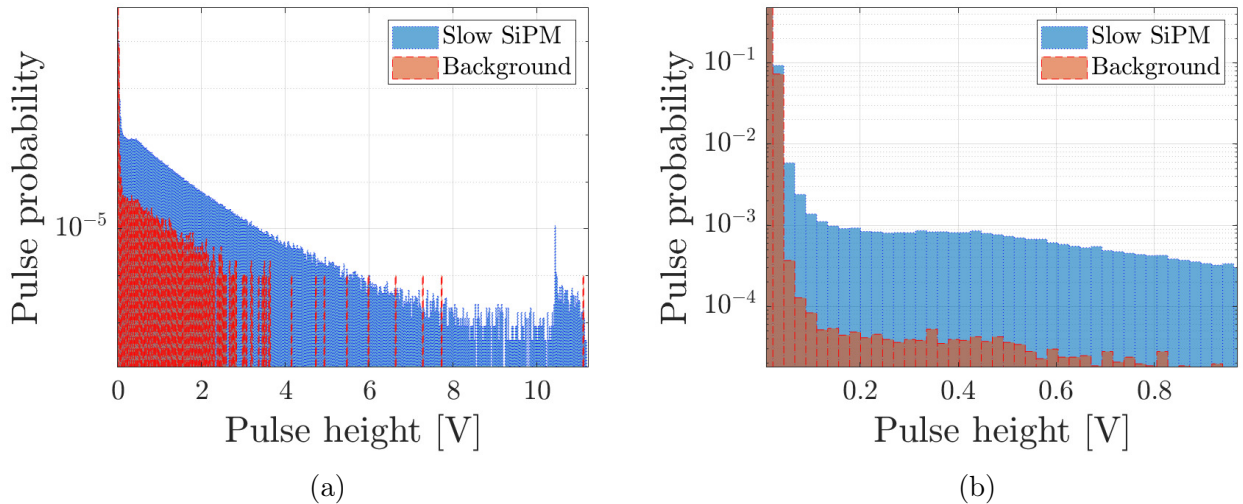 Slow SiPM
Background
Pulse probability
10^-5
0 2 4 6 8 10
Pulse height [V]
(a)
Slow SiPM
Background
Pulse probability
10^-1
10^-2
10^-3
10^-4
0.2 0.4 0.6 0.8
Pulse height [V]
(b)